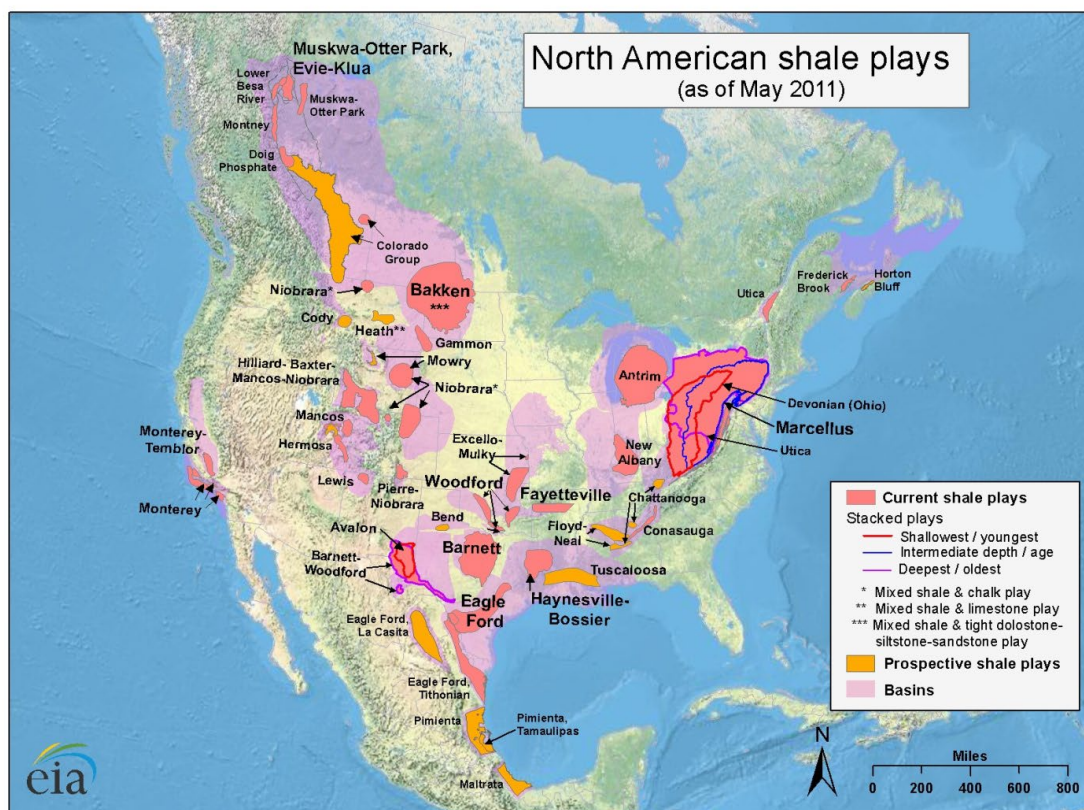 North American shale plays
(as of May 2011)
Muskwa-Otter Park,
Evie-Klua
Lower
Besa
River
Muskwa-
Otter Park
Montney
Doig
Phosphate
Colorado
Group
Niobrara*
Bakken
***
Cody
Heath**
Gammon
Mowry
Hilliard- Baxter-
Mancos-Niobrara
Niobrara*
Mancos
Hermosa
Monterey-
Temblor
Lewis
Pierre-
Niobrara
Monterey
Excello-
Mulky
Woodford
Fayetteville
Bend
Avalon
Barnett
Barnett-
Woodford
Eagle
Ford
Haynesville-
Bossier
Tuscaloosa
Floyd-
Neal
Conasauga
Chattanooga
New
Albany
Antrim
Devonian (Ohio)
Marcellus
Utica
Utica
Frederick
Brook
Horton
Bluff
Eagle Ford,
La Casita
Eagle Ford,
Tithonian
Pimienta
Pimienta,
Tamaulipas
Maltrata
Current shale plays
Stacked plays
Shallowest / youngest
Intermediate depth / age
Deepest / oldest
* Mixed shale & chalk play
** Mixed shale & limestone play
*** Mixed shale & tight dolostone-
siltstone-sandstone play
Prospective shale plays
Basins
N
Miles
0 200 400 600 800
eia